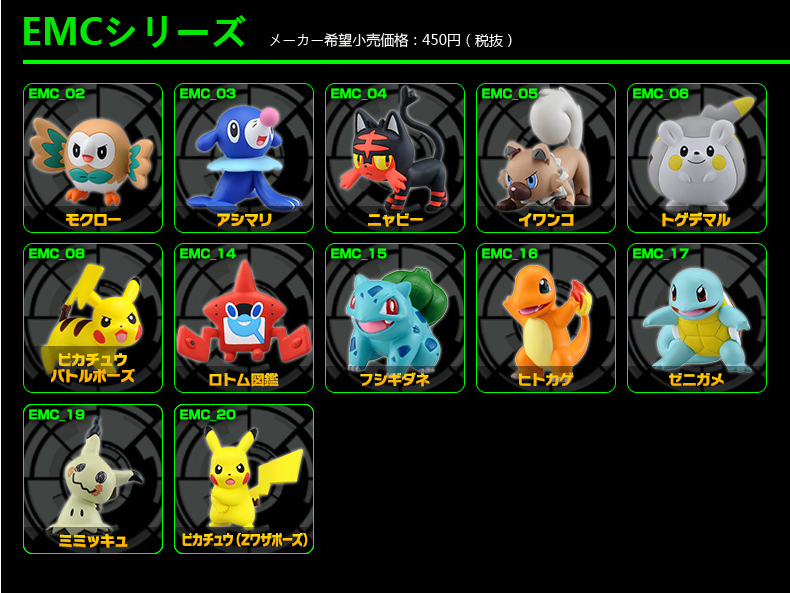 EMCシリーズ メーカー希望小売価格：450円（税抜）
EMC_02
モクロー
EMC_03
アシマリ
EMC_04
ニャビー
EMC_05
イワンコ
EMC_06
トゲデマル
EMC_08
ピカチュウ
バトルポーズ
EMC_14
ロトム図鑑
EMC_15
フシギダネ
EMC_16
ヒトカゲ
EMC_17
ゼニガメ
EMC_19
ミミッキュ
EMC_20
ピカチュウ（Zワザポーズ）